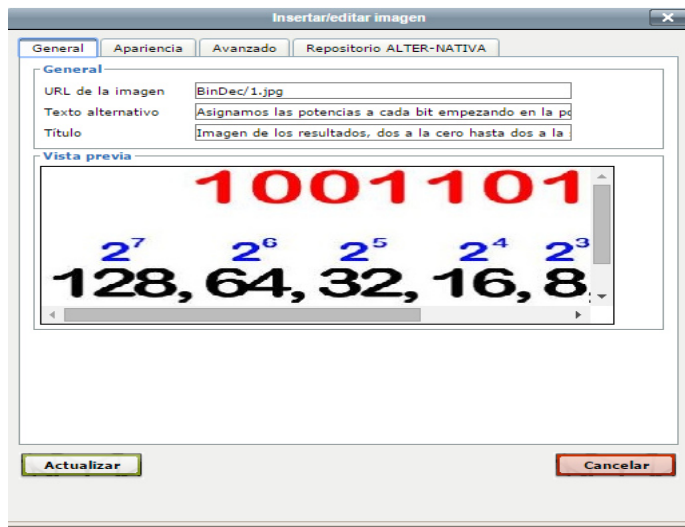 Insertar/editar imagen
General Apariencia Avanzado Repositorio ALTER-NATIVA
General
URL de la imagen BinDec/1.jpg
Texto alternativo Asignamos las potencias a cada bit empezando en la
Título Imagen de los resultados, dos a la cero hasta dos a la
Vista previa
1001101
2⁷ 2⁶ 2⁵ 2⁴ 2³
128, 64, 32, 16, 8,
Actualizar Cancelar